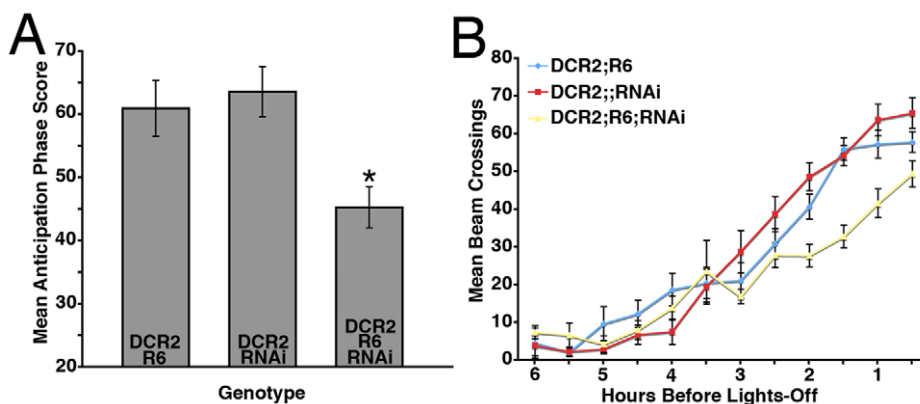 A
Mean Anticipation Phase Score
70
60
50
40
30
20
DCR2
R6
DCR2
RNAi
*
DCR2
R6
RNAi
Genotype
B
Mean Beam Crossings
80
70
60
50
40
30
20
10
0
DCR2;R6
DCR2;;RNAi
DCR2;R6;RNAi
6 5 4 3 2 1
Hours Before Lights-Off